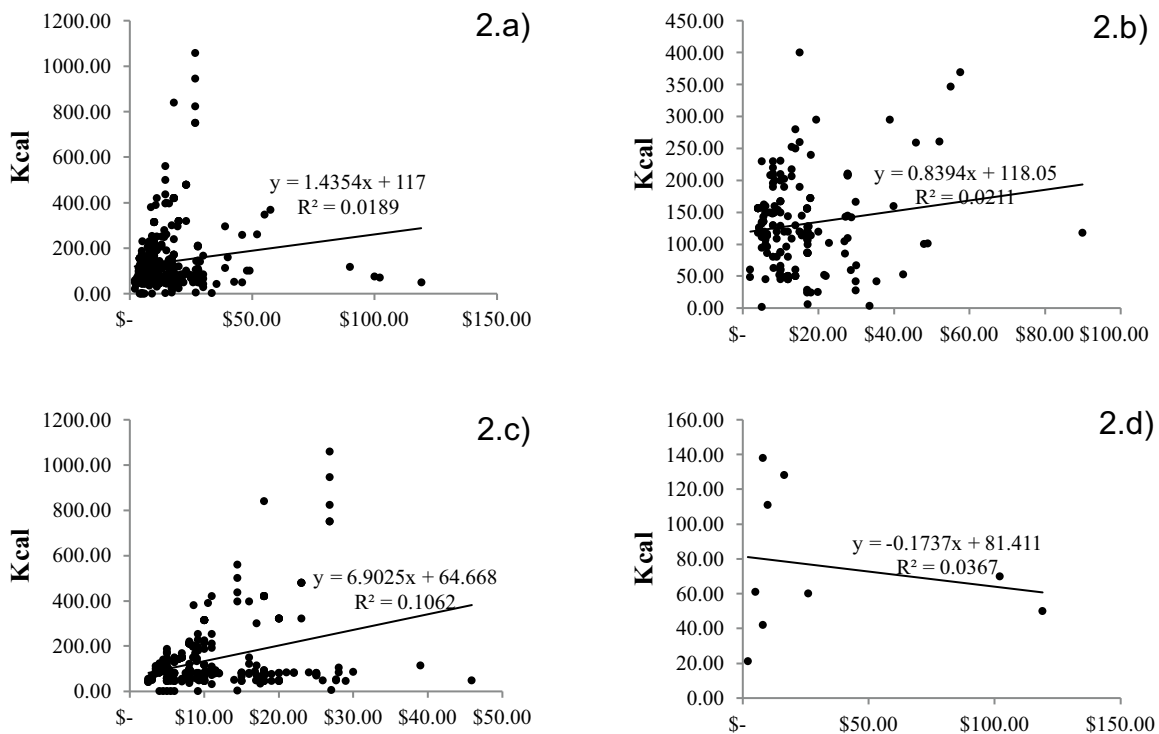 2.a)
1200.00
1000.00
800.00
600.00
400.00
200.00
0.00
Kcal
y = 1.4354x + 117
R² = 0.0189
$- $50.00 $100.00 $150.00
2.b)
450.00
400.00
350.00
300.00
250.00
200.00
150.00
100.00
50.00
0.00
Kcal
y = 0.8394x + 118.05
R² = 0.0211
$- $20.00 $40.00 $60.00 $80.00 $100.00
2.c)
1200.00
1000.00
800.00
600.00
400.00
200.00
0.00
Kcal
y = 6.9025x + 64.668
R² = 0.1062
$- $10.00 $20.00 $30.00 $40.00 $50.00
2.d)
160.00
140.00
120.00
100.00
80.00
60.00
40.00
20.00
0.00
Kcal
y = -0.1737x + 81.411
R² = 0.0367
$- $50.00 $100.00 $150.00